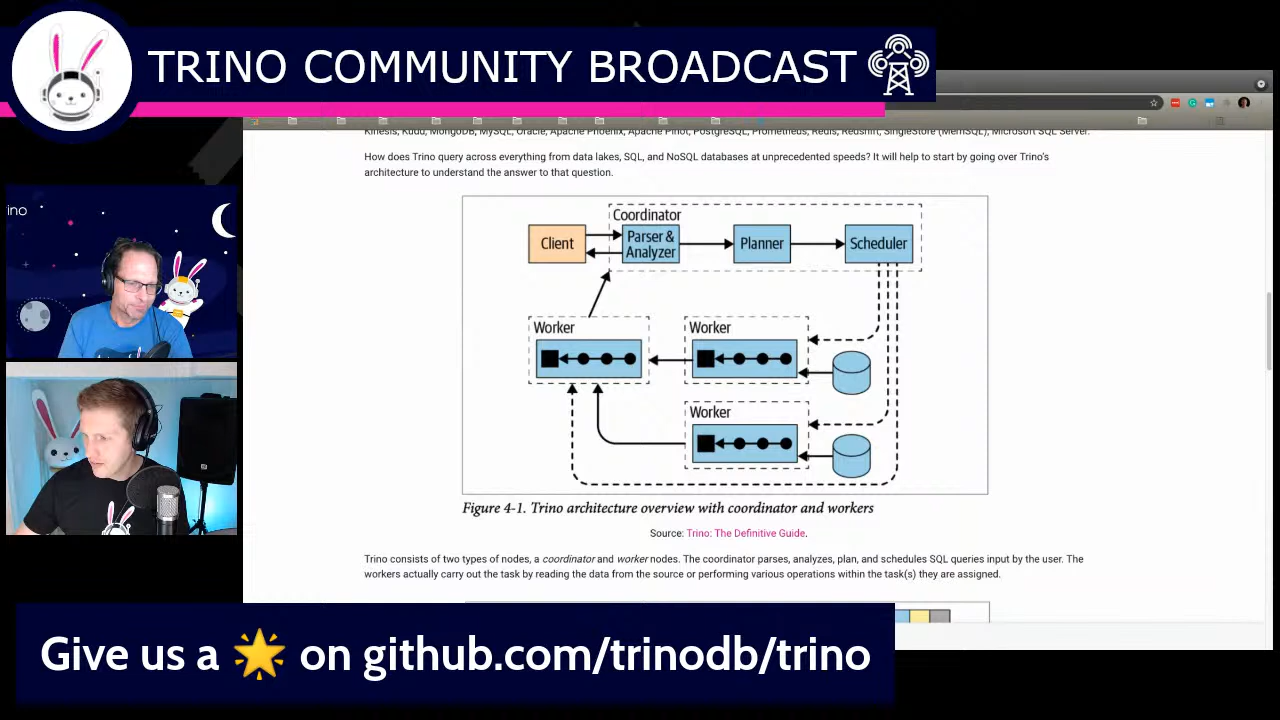 TRINO COMMUNITY BROADCAST
ino
Kinesis, Kudu, MongoDB, MySQL, Oracle, Apache Phoenix, Apache Pinot, PostgreSQL, Prometheus, Redis, Redshift, SingleStore (MemSQL), Microsoft SQL Server.
How does Trino query across everything from data lakes, SQL, and NoSQL databases at unprecedented speeds? It will help to start by going over Trino's
architecture to understand the answer to that question.
Coordinator
Client
Parser &
Analyzer
Planner
Scheduler
Worker
Worker
Worker
Figure 4-1. Trino architecture overview with coordinator and workers
Source: Trino: The Definitive Guide.
Trino consists of two types of nodes, a coordinator and worker nodes. The coordinator parses, analyzes, plan, and schedules SQL queries input by the user. The
workers actually carry out the task by reading the data from the source or performing various operations within the task(s) they are assigned.
Give us a 🌟 on github.com/trinodb/trino